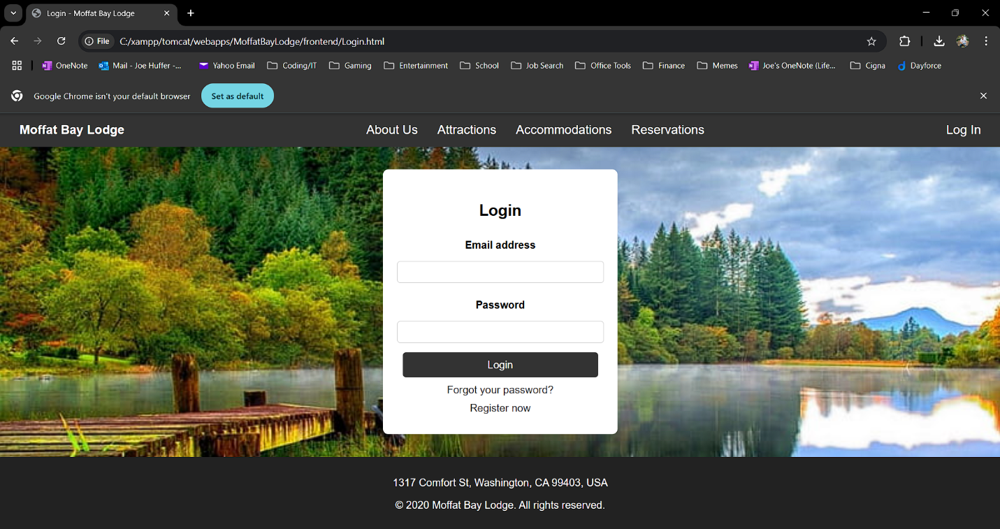 Login - Moffat Bay Lodge
File C:/xampp/tomcat/webapps/MoffatBayLodge/frontend/Login.html
OneNote Mail - Joe Huffer -... Yahoo Email Coding/IT Gaming Entertainment School Job Search Office Tools Finance Memes Joe's OneNote (Life... Cigna Dayforce
Google Chrome isn't your default browser Set as default
Moffat Bay Lodge About Us Attractions Accommodations Reservations Log In
Login
Email address
Password
Login
Forgot your password?
Register now
1317 Comfort St, Washington, CA 99403, USA
© 2020 Moffat Bay Lodge. All rights reserved.